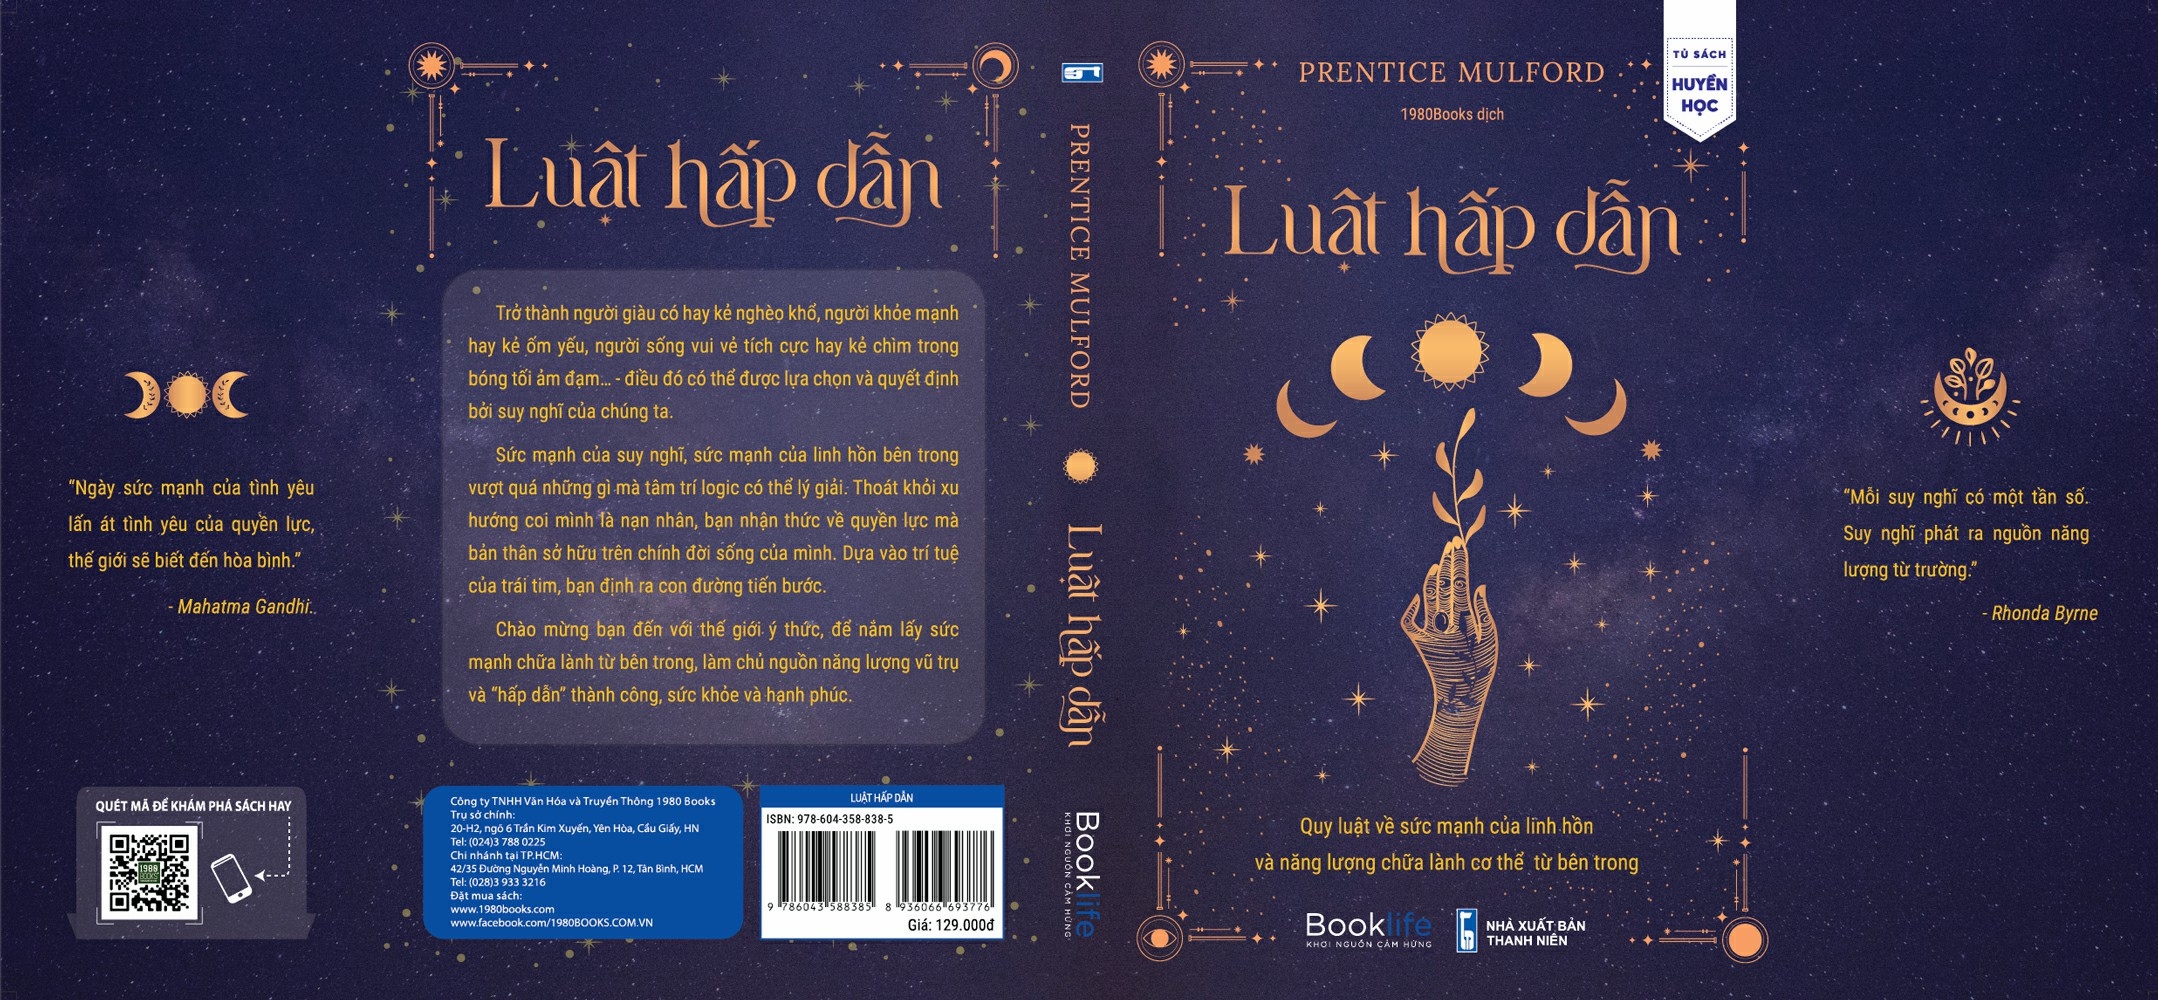 “Ngày sức mạnh của tình yêu
lấn át tình yêu của quyền lực,
thế giới sẽ biết đến hòa bình.”
- Mahatma Gandhi.
QUÉT MÃ ĐỂ KHÁM PHÁ SÁCH HAY
1980
BOOKS
Luật hấp dẫn
Trở thành người giàu có hay kẻ nghèo khổ, người khỏe mạnh
hay kẻ ốm yếu, người sống vui vẻ tích cực hay kẻ chìm trong
bóng tối ảm đạm... - điều đó có thể được lựa chọn và quyết định
bởi suy nghĩ của chúng ta.
Sức mạnh của suy nghĩ, sức mạnh của linh hồn bên trong
vượt quá những gì mà tâm trí logic có thể lý giải. Thoát khỏi xu
hướng coi mình là nạn nhân, bạn nhận thức về quyền lực mà
bản thân sở hữu trên chính đời sống của mình. Dựa vào trí tuệ
của trái tim, bạn định ra con đường tiến bước.
Chào mừng bạn đến với thế giới ý thức, để nắm lấy sức
mạnh chữa lành từ bên trong, làm chủ nguồn năng lượng vũ trụ
và “hấp dẫn” thành công, sức khỏe và hạnh phúc.
Công ty TNHH Văn Hóa và Truyền Thông 1980 Books
Trụ sở chính:
20-H2, ngõ 6 Trần Kim Xuyến, Yên Hòa, Cầu Giấy, HN
Tel: (024)3 788 0225
Chi nhánh tại TP.HCM:
42/35 Đường Nguyễn Minh Hoàng, P. 12, Tân Bình, HCM
Tel: (028)3 933 3216
Đặt mua sách:
www.1980books.com
www.facebook.com/1980BOOKS.COM.VN
LUẬT HẤP DẪN
ISBN: 978-604-358-838-5
9 786043 588385
8 936066 693776
Giá: 129.000đ
PRENTICE MULFORD
Luật hấp dẫn
Booklife
KHƠI NGUỒN CẢM HỨNG
PRENTICE MULFORD
1980Books dịch
TỦ SÁCH
HUYỀN
HỌC
Luật hấp dẫn
Quy luật về sức mạnh của linh hồn
và năng lượng chữa lành cơ thể từ bên trong
Booklife
KHƠI NGUỒN CẢM HỨNG
NHÀ XUẤT BẢN
THANH NIÊN
“Mỗi suy nghĩ có một tần số.
Suy nghĩ phát ra nguồn năng
lượng từ trường.”
- Rhonda Byrne